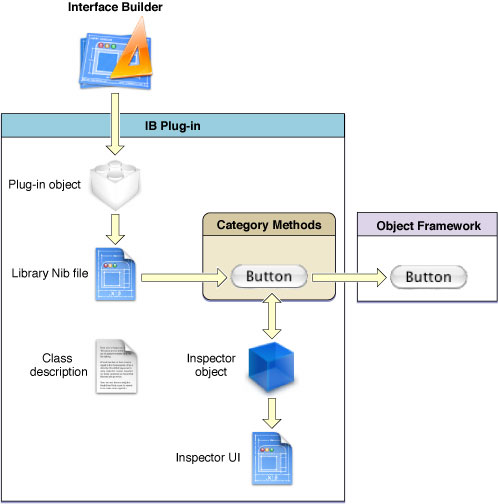 Interface Builder
IB Plug-in
Plug-in object
Category Methods
Object Framework
Library Nib file
Button
Button
Class
description
Inspector
object
Inspector UI